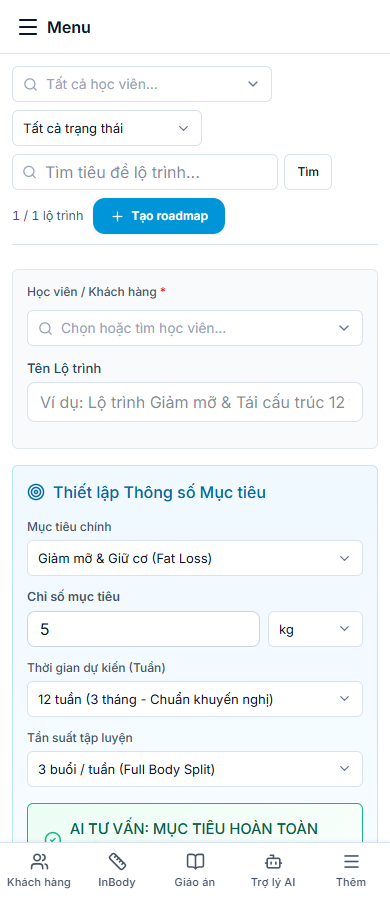 Menu
Tất cả học viên...
Tất cả trạng thái
Tìm tiêu đề lộ trình...
Tìm
1 / 1 lộ trình
Tạo roadmap
Học viên / Khách hàng *
Chọn hoặc tìm học viên...
Tên Lộ trình
Ví dụ: Lộ trình Giảm mỡ & Tái cấu trúc 12
Thiết lập Thông số Mục tiêu
Mục tiêu chính
Giảm mỡ & Giữ cơ (Fat Loss)
Chỉ số mục tiêu
5
kg
Thời gian dự kiến (Tuần)
12 tuần (3 tháng - Chuẩn khuyến nghị)
Tần suất tập luyện
3 buổi / tuần (Full Body Split)
AI TƯ VẤN: MỤC TIÊU HOÀN TOÀN
Khách hàng
InBody
Giáo án
Trợ lý AI
Thêm